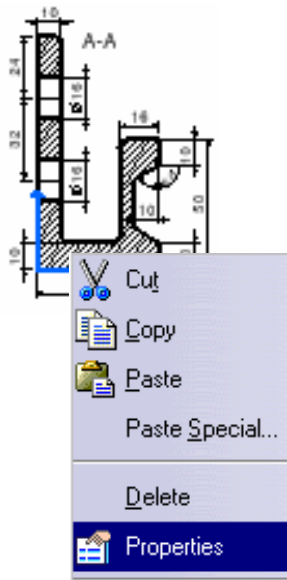 10
A-A
24
ø16
16
10
32
ø16
10
50
10
Cut
Copy
Paste
Paste Special...
Delete
Properties